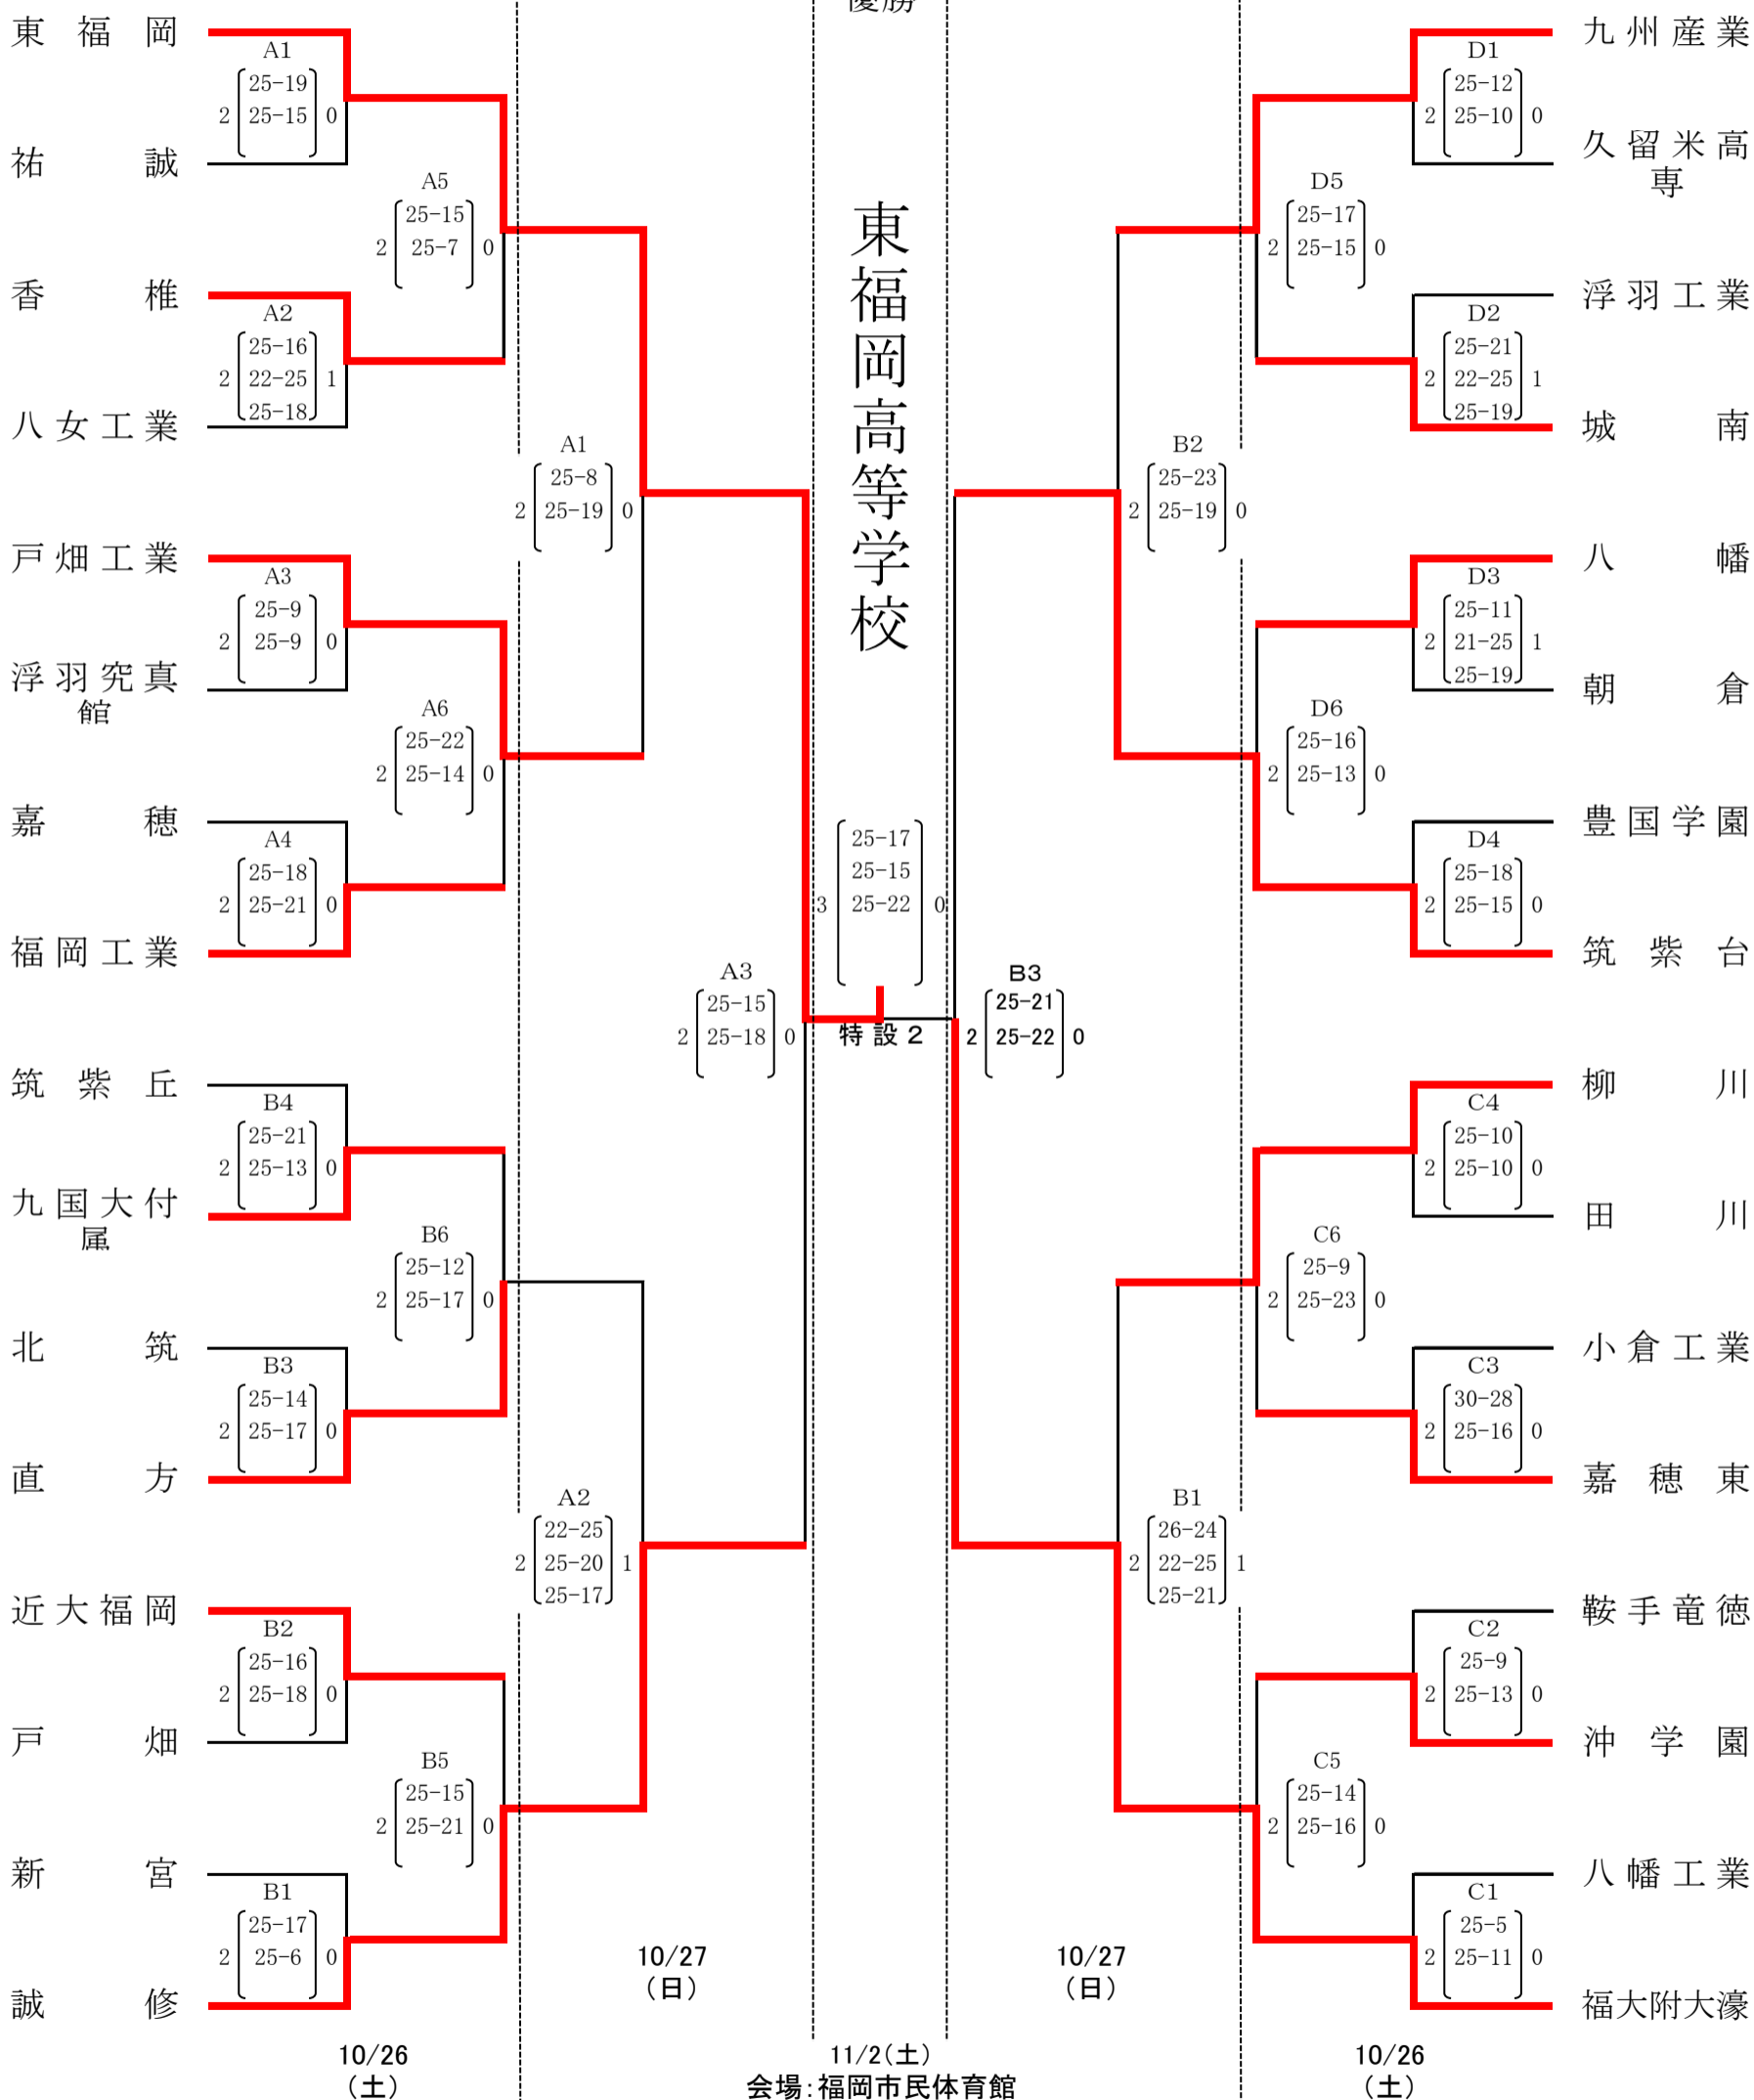 優勝
東福岡
A1
25-19
2 25-15 0
祐誠
A5
25-15
2 25-7 0
香椎
A2
25-16
2 22-25 1
25-18
八女工業
A1
25-8
2 25-19 0
戸畑工業
A3
25-9
2 25-9 0
浮羽究真
館
A6
25-22
2 25-14 0
嘉穂
A4
25-18
2 25-21 0
福岡工業
A3
25-15
2 25-18 0
筑紫丘
B4
25-21
2 25-13 0
九国大付
属
B6
25-12
2 25-17 0
北筑
B3
25-14
2 25-17 0
直方
A2
22-25
2 25-20 1
25-17
近大福岡
B2
25-16
2 25-18 0
戸畑
B5
25-15
2 25-21 0
新宮
B1
25-17
2 25-6 0
誠修
10/26
(土)
10/27
(日)
東福岡高等学校
25-17
25-15
3 25-22 0
特設2
11/2(土)
会場:福岡市民体育館
九州産業
D1
25-12
2 25-10 0
久留米高
専
D5
25-17
2 25-15 0
浮羽工業
D2
25-21
2 22-25 1
25-19
城南
B2
25-23
2 25-19 0
八幡
D3
25-11
2 21-25 1
25-19
朝倉
D6
25-16
2 25-13 0
豊国学園
D4
25-18
2 25-15 0
筑紫台
B3
25-21
2 25-22 0
柳川
C4
25-10
2 25-10 0
田川
C6
25-9
2 25-23 0
小倉工業
C3
30-28
2 25-16 0
嘉穂東
B1
26-24
2 22-25 1
25-21
鞍手竜徳
C2
25-9
2 25-13 0
沖学園
C5
25-14
2 25-16 0
八幡工業
C1
25-5
2 25-11 0
福大附大濠
10/27
(日)
10/26
(土)